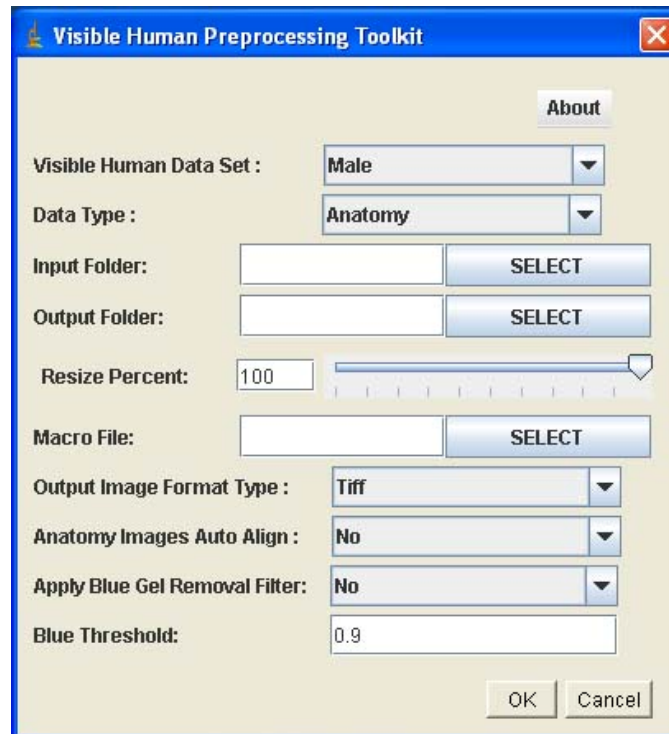 Visible Human Preprocessing Toolkit
About
Visible Human Data Set : Male
Data Type : Anatomy
Input Folder: SELECT
Output Folder: SELECT
Resize Percent: 100
Macro File: SELECT
Output Image Format Type : Tiff
Anatomy Images Auto Align : No
Apply Blue Gel Removal Filter: No
Blue Threshold: 0.9
OK Cancel